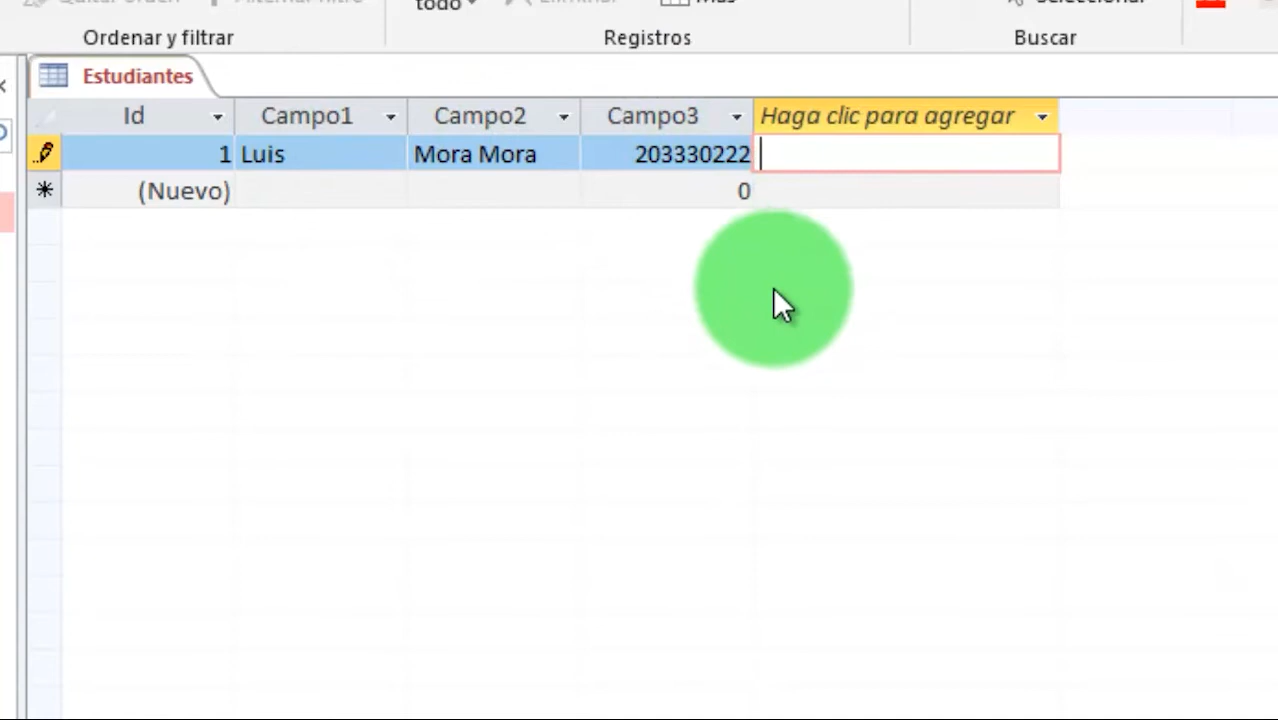 todo
Ordenar y filtrar
Registros
Buscar
Estudiantes
Id Campo1 Campo2 Campo3 Haga clic para agregar
1 Luis Mora Mora 203330222
(Nuevo) 0